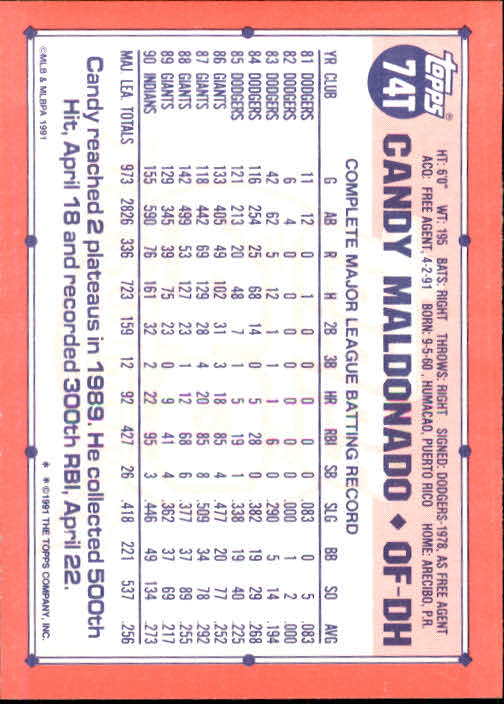 Topps®
74T
HT: 6'0" WT: 195 BATS: RIGHT THROWS: RIGHT SIGNED: DODGERS-1978, AS FREE AGENT
ACQ: FREE AGENT, 4-2-91 BORN: 9-5-60, HUMACAO, PUERTO RICO HOME: ARECIBO, P.R.
CANDY MALDONADO ◆ OF-DH
COMPLETE MAJOR LEAGUE BATTING RECORD
YR CLUB G AB R H 2B 3B HR RBI SB SLG BB SO AVG
81 DODGERS 11 12 0 1 0 0 0 0 0 .083 0 5 .083
82 DODGERS 6 4 0 0 0 0 0 0 0 .000 1 2 .000
83 DODGERS 42 62 5 12 1 1 1 6 0 .290 5 14 .194
84 DODGERS 116 254 25 68 14 0 5 28 0 .382 19 29 .268
85 DODGERS 121 213 20 48 7 1 5 19 1 .338 19 40 .225
86 GIANTS 133 405 49 102 31 3 18 85 4 .477 20 77 .252
87 GIANTS 118 442 69 129 28 4 20 85 8 .509 34 78 .292
88 GIANTS 142 499 53 127 23 1 12 68 6 .377 37 89 .255
89 GIANTS 129 345 39 75 23 0 9 41 4 .362 37 69 .217
90 INDIANS 155 590 76 161 32 2 22 95 3 .446 49 134 .273
MAJ. LEA. TOTALS 973 2826 336 723 159 12 92 427 26 .418 221 537 .256
Candy reached 2 plateaus in 1989. He collected 500th
Hit, April 18 and recorded 300th RBI, April 22.
©MLB & MLBPA 1991 * * ©1991 THE TOPPS COMPANY, INC.